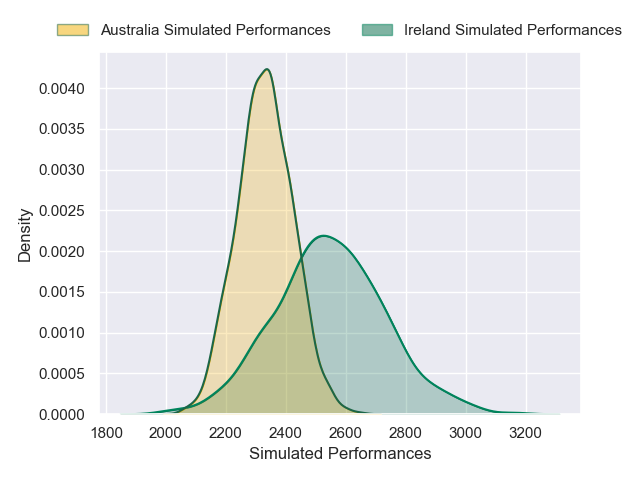 Australia Simulated Performances
Ireland Simulated Performances
0.0040
0.0035
0.0030
0.0025
0.0020
0.0015
0.0010
0.0005
0.0000
Density
1800 2000 2200 2400 2600 2800 3000 3200
Simulated Performances